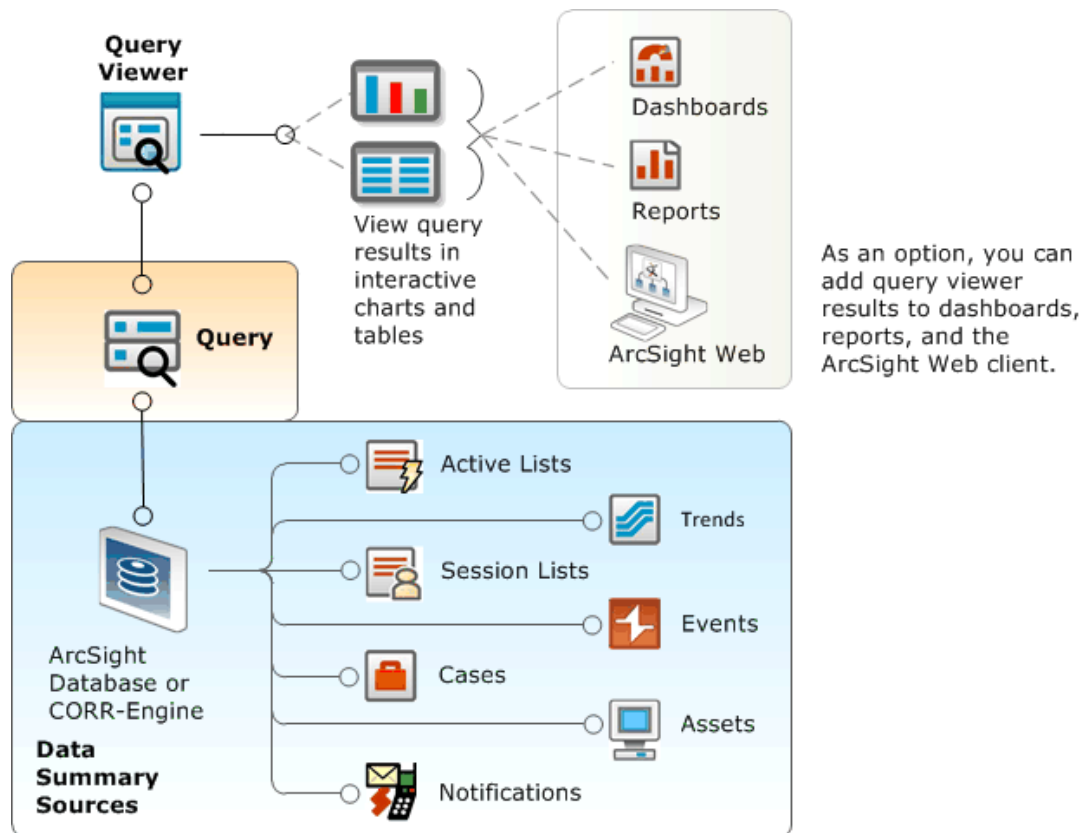 Query
Viewer
View query
results in
interactive
charts and
tables
Dashboards
Reports
ArcSight Web
As an option, you can
add query viewer
results to dashboards,
reports, and the
ArcSight Web client.
Query
ArcSight
Database or
CORR-Engine
Data
Summary
Sources
Active Lists
Trends
Session Lists
Events
Cases
Assets
Notifications